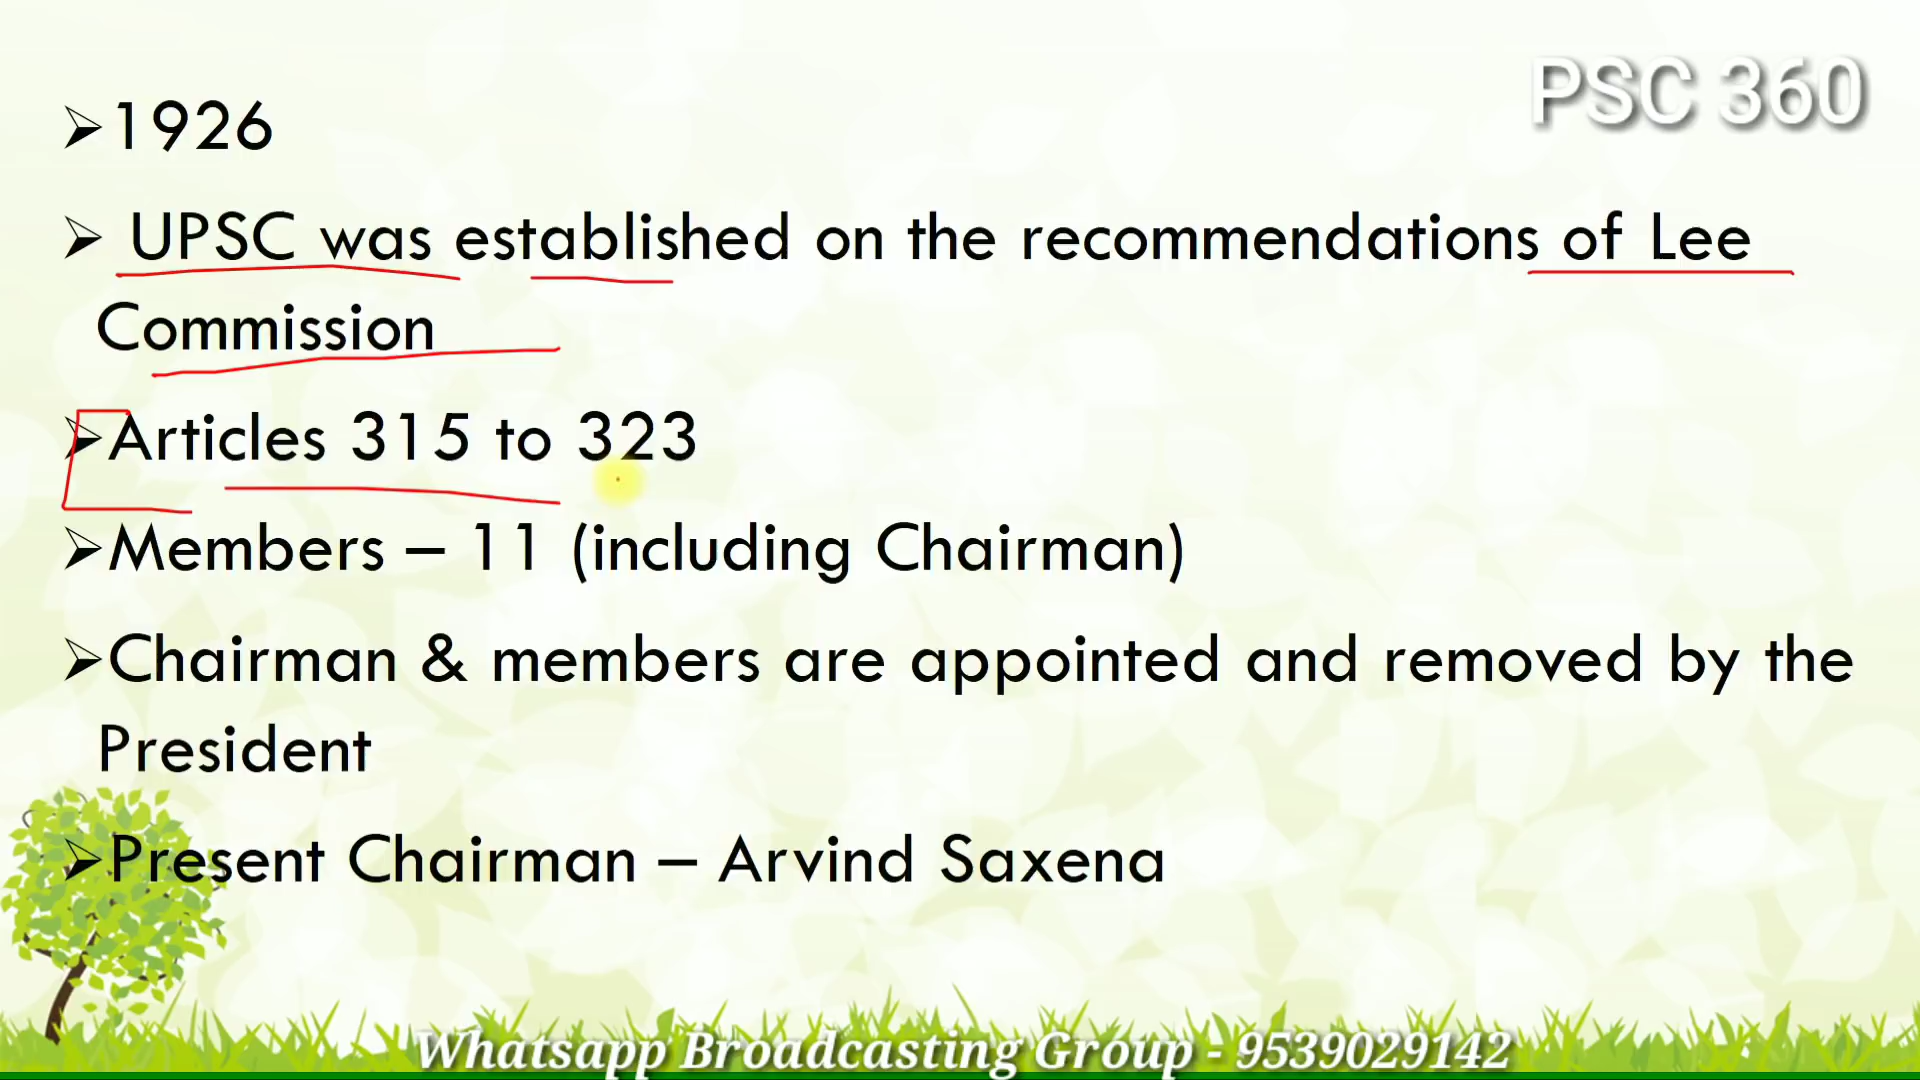 PSC 360
➢1926
➢ UPSC was established on the recommendations of Lee
Commission
➢Articles 315 to 323
➢Members – 11 (including Chairman)
➢Chairman & members are appointed and removed by the
President
➢Present Chairman – Arvind Saxena
Whatsapp Broadcasting Group - 9539029142